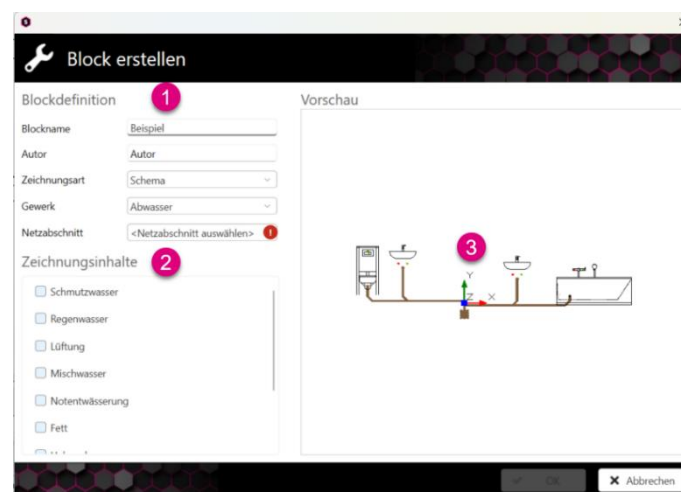 Block erstellen
Blockdefinition 1
Vorschau
Blockname Beispiel
Autor Autor
Zeichnungsart Schema
Gewerk Abwasser
Netzabschnitt <Netzabschnitt auswählen> !
Zeichnungsinhalte 2
3
Y
Z X
Schmutzwasser
Regenwasser
Lüftung
Mischwasser
Notentwässerung
Fett
OK Abbrechen